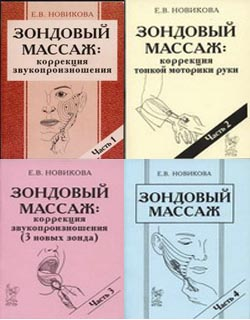 Е.В. НОВИКОВА
ЗОНДОВЫЙ
МАССАЖ:
коррекция
звукопроизношения
Часть 1
Е.В. НОВИКОВА
ЗОНДОВЫЙ
МАССАЖ:
коррекция
тонкой моторики руки
Часть 2
Е.В. НОВИКОВА
ЗОНДОВЫЙ
МАССАЖ:
коррекция
звукопроизношения
(3 новых зонда)
Часть 3
Е.В. НОВИКОВА
ЗОНДОВЫЙ
МАССАЖ
Часть 4